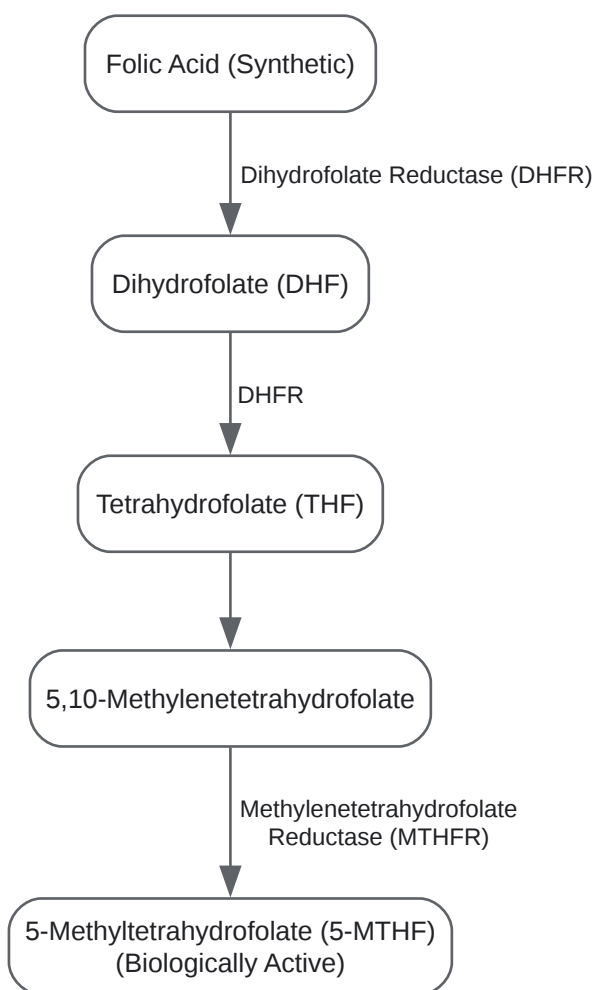 Folic Acid (Synthetic)
Dihydrofolate Reductase (DHFR)
Dihydrofolate (DHF)
DHFR
Tetrahydrofolate (THF)
5,10-Methylenetetrahydrofolate
Methylenetetrahydrofolate
Reductase (MTHFR)
5-Methyltetrahydrofolate (5-MTHF)
(Biologically Active)